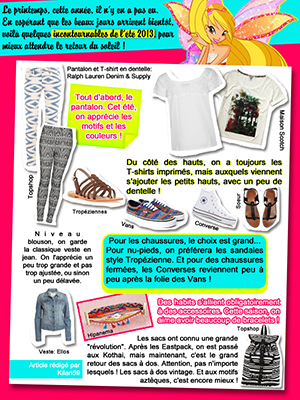 Le printemps, cette année, il n'y en a pas eu.
En espérant que les beaux jours arrivent bientôt,
voila quelques incontournables de l'été 2013, pour
mieux attendre le retour du soleil !
Pantalon et T-shirt en dentelle:
Ralph Lauren Denim & Supply
Tout d'abord, le
pantalon. Cet été,
on apprécie les
motifs et les
couleurs !
Maison Scotch
Topshop
Tropéziennes
Du côté des hauts, on a toujours les
T-shirts imprimés, mais auxquels viennent
s'ajouter les petits hauts, avec un peu de
dentelle !
Vans
Converse
Niveau
blouson, on garde
la classique veste en
jean. On l'apprécie un
peu trop grande et pas
trop ajustée, ou sinon
un peu délavée.
Pour les chaussures, le choix est grand...
Pour nu-pieds, on préférera les sandales
style Tropézienne. Et pour des chaussures
fermées, les Converses reviennent peu à
peu après la folie des Vans !
Des habits s'allient obligatoirement
à des accessoires. Cette saison, on
aime avoir beaucoup de bracelets !
Hipanema
Topshop
Veste: Ellos
Les sacs ont connu une grande
"révolution". Après les Eastpack, on est passé
aux Kothai, mais maintenant, c'est le grand
retour des sacs à dos. Attention, pas n'importe
lesquels ! Les sacs à dos vintage. Et aux motifs
aztèques, c'est encore mieux !
Article rédigé par
Kilari59